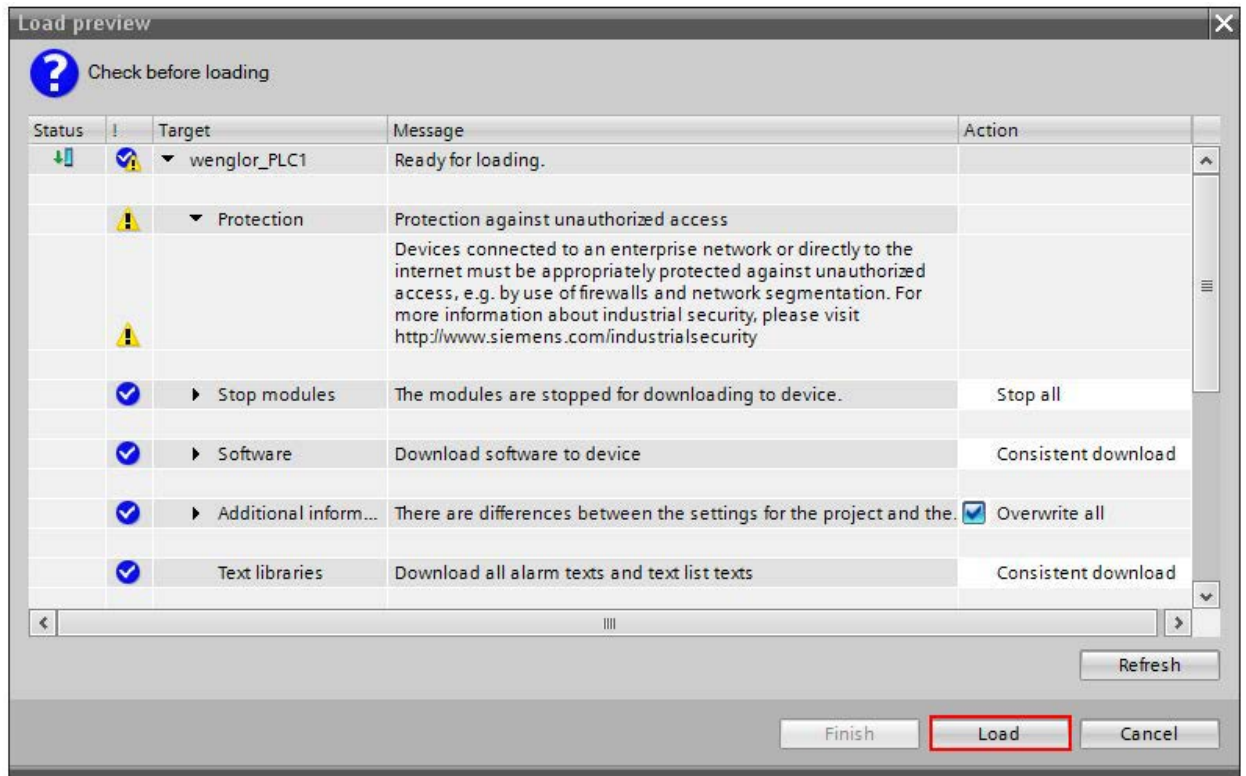 Load preview
Check before loading
Status ! Target Message Action
wenglor_PLC1 Ready for loading.
Protection Protection against unauthorized access
Devices connected to an enterprise network or directly to the
internet must be appropriately protected against unauthorized
access, e.g. by use of firewalls and network segmentation. For
more information about industrial security, please visit
http://www.siemens.com/industrialsecurity
Stop modules The modules are stopped for downloading to device. Stop all
Software Download software to device Consistent download
Additional inform... There are differences between the settings for the project and the. Overwrite all
Text libraries Download all alarm texts and text list texts Consistent download
Refresh
Finish Load Cancel